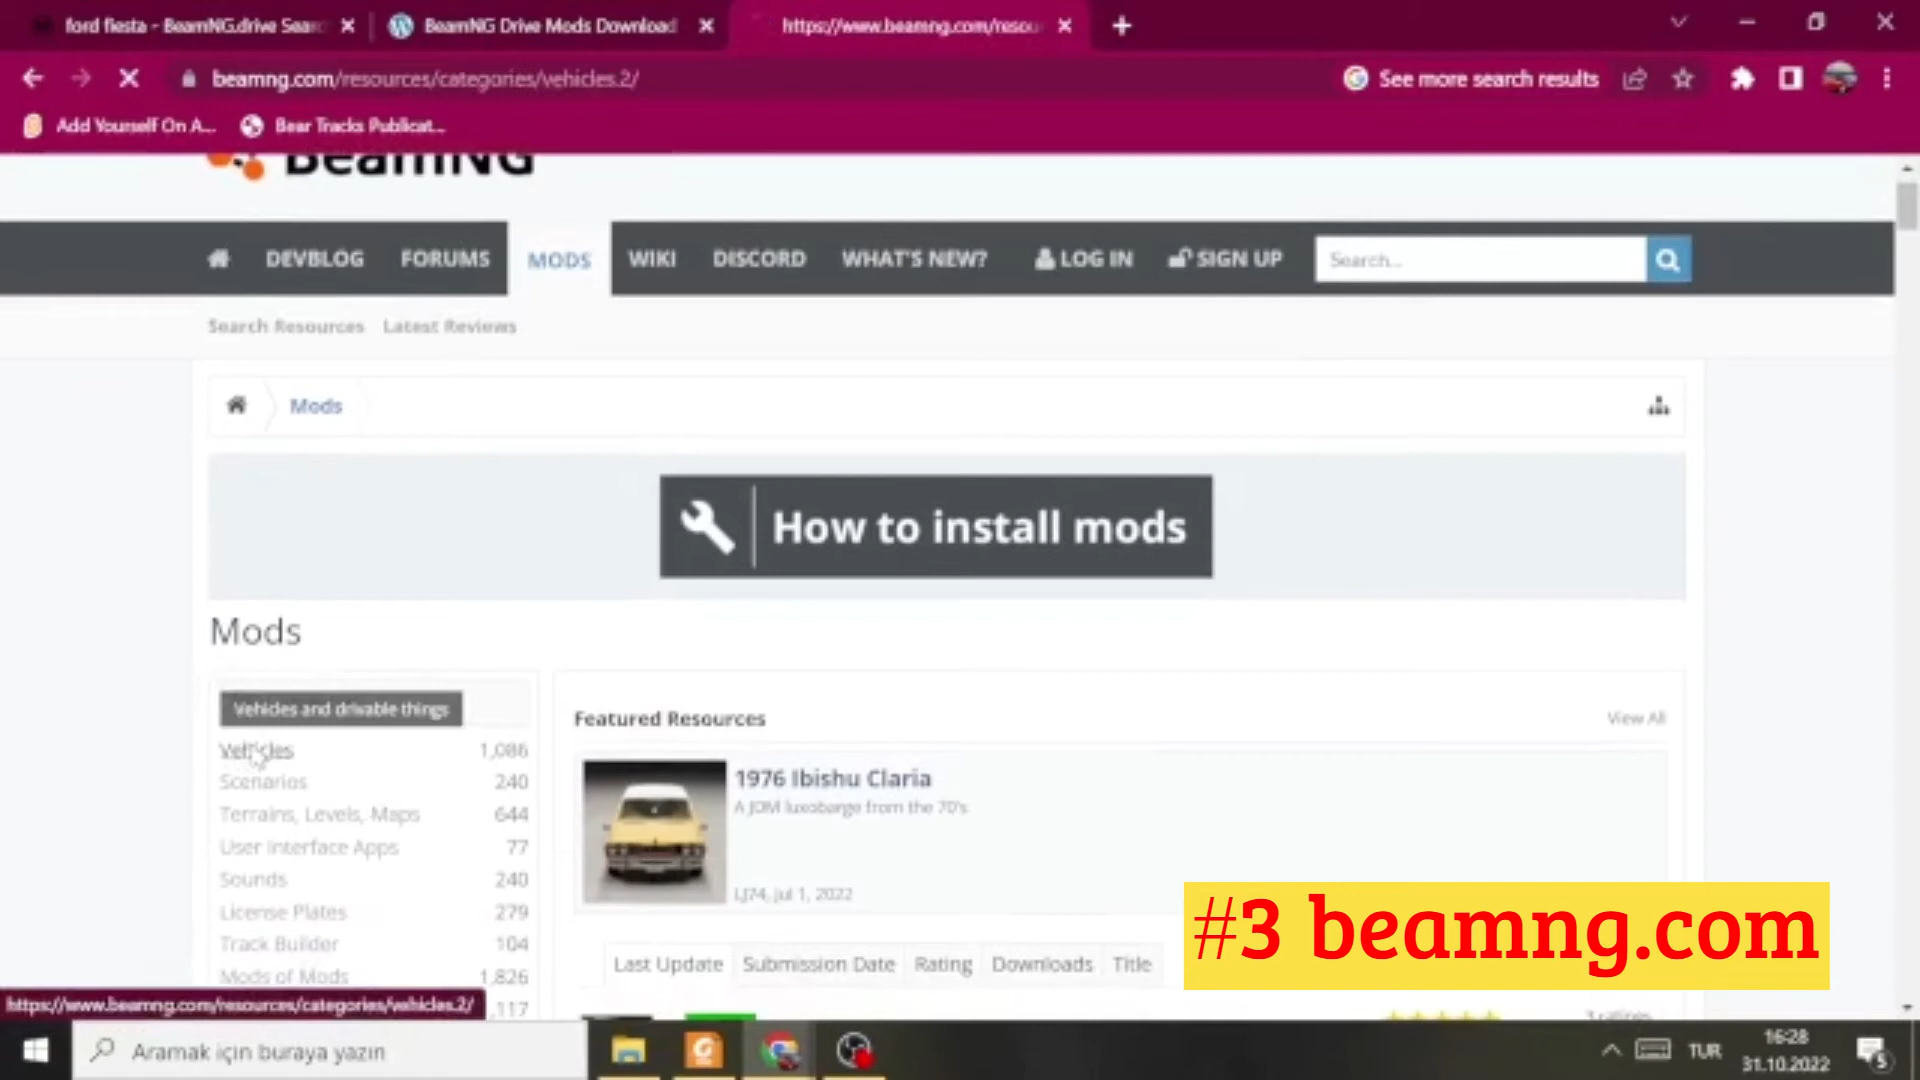 ford fiesta - BeamNG.drive Sear
BeamNG Drive Mods Download
https://www.beamng.com/resou
beamng.com/resources/categories/vehicles.2/
See more search results
Add Yourself On A...
Bear Tracks Publicat...
BeamNG
DEVBLOG
FORUMS
MODS
WIKI
DISCORD
WHAT'S NEW?
LOG IN
SIGN UP
Search...
Search Resources
Latest Reviews
Mods
How to install mods
Mods
Vehicles and drivable things
Vehicles 1,086
Scenarios 240
Terrains, Levels, Maps 644
User Interface Apps 77
Sounds 240
License Plates 279
Track Builder 104
Mods of Mods 1,826
,117
Featured Resources
View All
1976 Ibishu Claria
A JDM luxobarge from the 70's
LJ74, Jul 1, 2022
Last Update
Submission Date
Rating
Downloads
Title
3 ratings
#3 beamng.com
https://www.beamng.com/resources/categories/vehicles.2/
Aramak için buraya yazın
TUR
16:28
31.10.2022
5